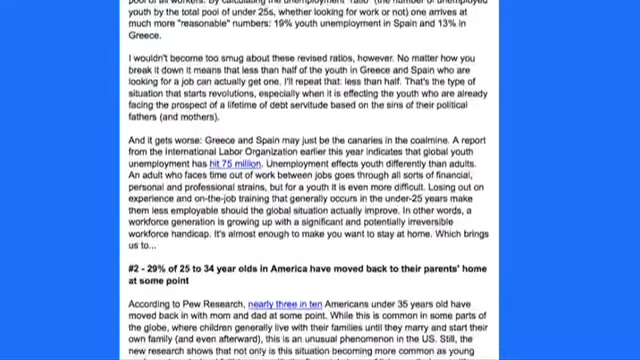 pool of all workers. By calculating the unemployment "ratio" (the number of unemployed
youth by the total pool of under 25s, whether looking for work or not) one arrives at
much more "reasonable" numbers: 19% youth unemployment in Spain and 13% in
Greece.
I wouldn't become too smug about these revised ratios, however. No matter how you
break it down it means that less than half of the youth in Greece and Spain who are
looking for a job can actually get one. I'll repeat that: less than half. That's the type of
situation that starts revolutions, especially when it is effecting the youth who are already
facing the prospect of a lifetime of debt servitude based on the sins of their political
fathers (and mothers).
And it gets worse: Greece and Spain may just be the canaries in the coalmine. A report
from the International Labor Organization earlier this year indicates that global youth
unemployment has hit 75 million. Unemployment effects youth differently than adults.
An adult who faces time out of work between jobs goes through all sorts of financial,
personal and professional strains, but for a youth it is even more difficult. Losing out on
experience and on-the-job training that generally occurs in the under-25 years make
them less employable should the global situation actually improve. In other words, a
workforce generation is growing up with a significant and potentially irreversible
workforce handicap. It's almost enough to make you want to stay at home. Which brings
us to...
#2 - 29% of 25 to 34 year olds in America have moved back to their parents' home
at some point
According to Pew Research, nearly three in ten Americans under 35 years old have
moved back in with mom and dad at some point. While this is common in some parts of
the globe, where children generally live with their families until they marry and start their
own family (and even afterward), this is an unusual phenomenon in the US. Still, the
new research shows that not only is this situation becoming more common as young